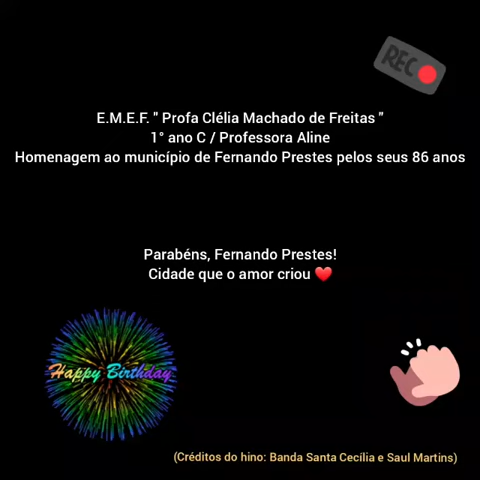 REC
E.M.E.F. " Profa Clélia Machado de Freitas "
1° ano C / Professora Aline
Homenagem ao município de Fernando Prestes pelos seus 86 anos
Parabéns, Fernando Prestes!
Cidade que o amor criou ❤️
Happy Birthday
(Créditos do hino: Banda Santa Cecília e Saul Martins)